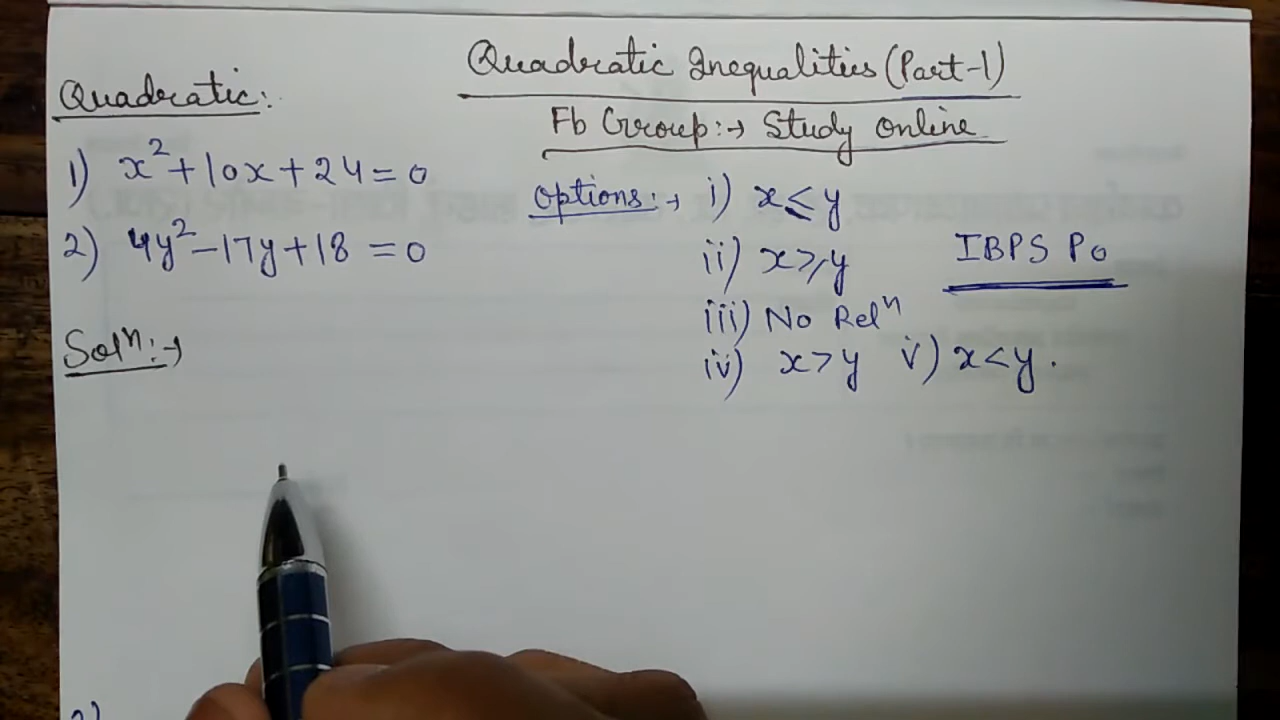 Quadratic Inequalities (Part-1)
Fb Group:→ Study Online
Quadratic:
1) x²+10x+24=0
2) 4y²-17y+18=0
Options:→ i) x≤y
ii) x≥y
iii) No Relⁿ
iv) x>y v) x<y.
IBPS PO
Solⁿ:→